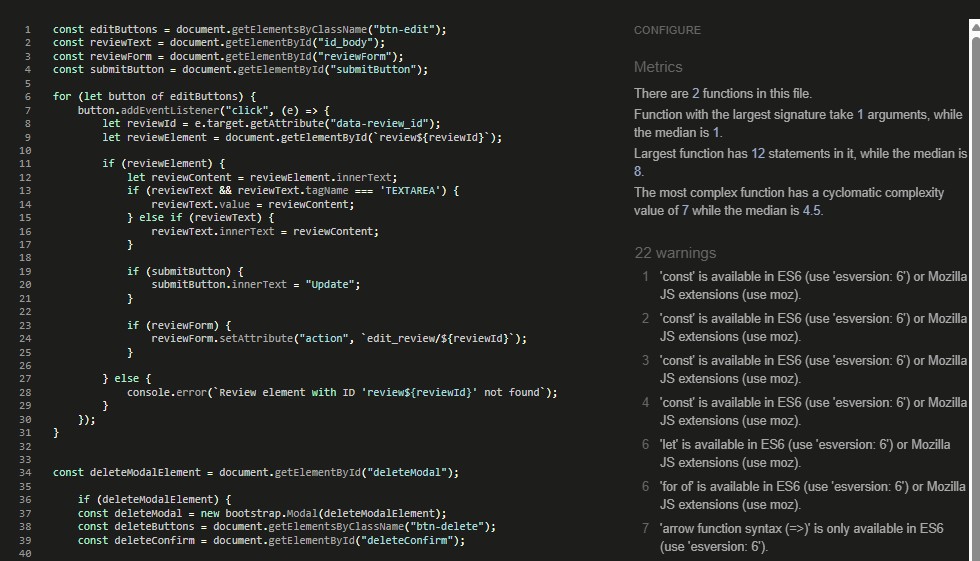 1 const editButtons = document.getElementsByClassName("btn-edit");
2 const reviewText = document.getElementById("id_body");
3 const reviewForm = document.getElementById("reviewForm");
4 const submitButton = document.getElementById("submitButton");
5
6 for (let button of editButtons) {
7     button.addEventListener("click", (e) => {
8         let reviewId = e.target.getAttribute("data-review_id");
9         let reviewElement = document.getElementById(`review${reviewId}`);
10
11         if (reviewElement) {
12             let reviewContent = reviewElement.innerText;
13             if (reviewText && reviewText.tagName === 'TEXTAREA') {
14                 reviewText.value = reviewContent;
15             } else if (reviewText) {
16                 reviewText.innerText = reviewContent;
17             }
18
19             if (submitButton) {
20                 submitButton.innerText = "Update";
21             }
22
23             if (reviewForm) {
24                 reviewForm.setAttribute("action", `edit_review/${reviewId}`);
25             }
26
27         } else {
28             console.error(`Review element with ID 'review${reviewId}' not found`);
29         }
30     });
31 }
32
33
34 const deleteModalElement = document.getElementById("deleteModal");
35
36     if (deleteModalElement) {
37     const deleteModal = new bootstrap.Modal(deleteModalElement);
38     const deleteButtons = document.getElementsByClassName("btn-delete");
39     const deleteConfirm = document.getElementById("deleteConfirm");
40
CONFIGURE
Metrics
There are 2 functions in this file.
Function with the largest signature take 1 arguments, while
the median is 1.
Largest function has 12 statements in it, while the median is
8.
The most complex function has a cyclomatic complexity
value of 7 while the median is 4.5.
22 warnings
1 'const' is available in ES6 (use 'esversion: 6') or Mozilla
JS extensions (use moz).
2 'const' is available in ES6 (use 'esversion: 6') or Mozilla
JS extensions (use moz).
3 'const' is available in ES6 (use 'esversion: 6') or Mozilla
JS extensions (use moz).
4 'const' is available in ES6 (use 'esversion: 6') or Mozilla
JS extensions (use moz).
6 'let' is available in ES6 (use 'esversion: 6') or Mozilla
JS extensions (use moz).
6 'for of' is available in ES6 (use 'esversion: 6') or Mozilla
JS extensions (use moz).
7 'arrow function syntax (=>)' is only available in ES6
(use 'esversion: 6').